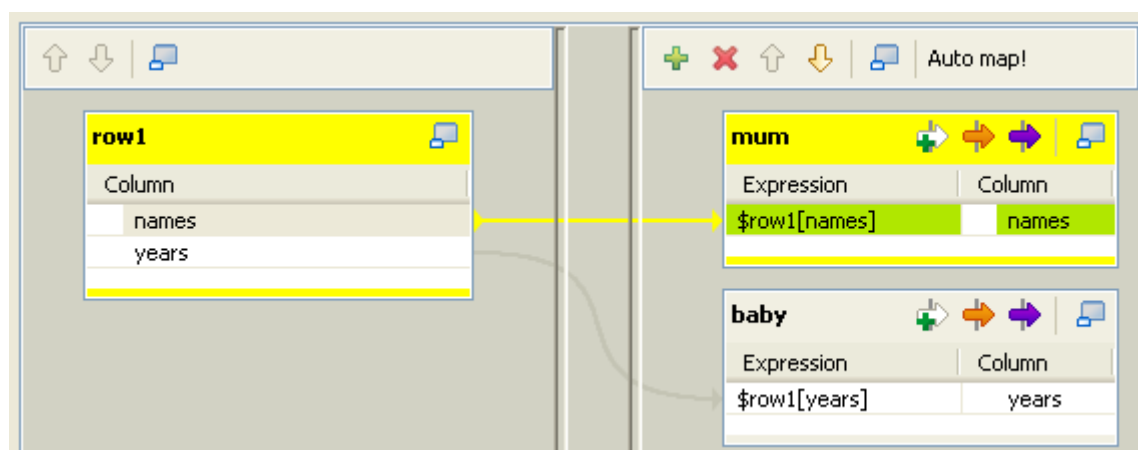 Auto map!
row1
Column
names
years
mum
Expression Column
$row1[names] names
baby
Expression Column
$row1[years] years